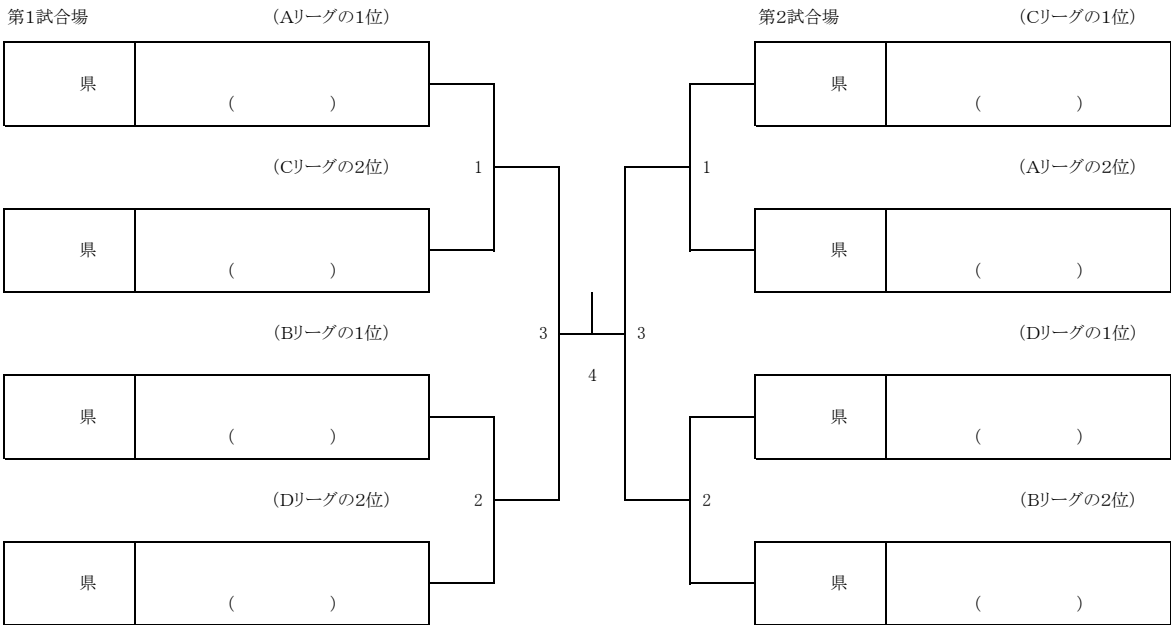 第1試合場 (Aリーグの1位) 第2試合場 (Cリーグの1位)
県 県
( ) ( )
(Cリーグの2位) 1 1 (Aリーグの2位)
県 県
( ) ( )
(Bリーグの1位) 3 3 (Dリーグの1位)
4
県 県
( ) ( )
(Dリーグの2位) 2 2 (Bリーグの2位)
県 県
( ) ( )